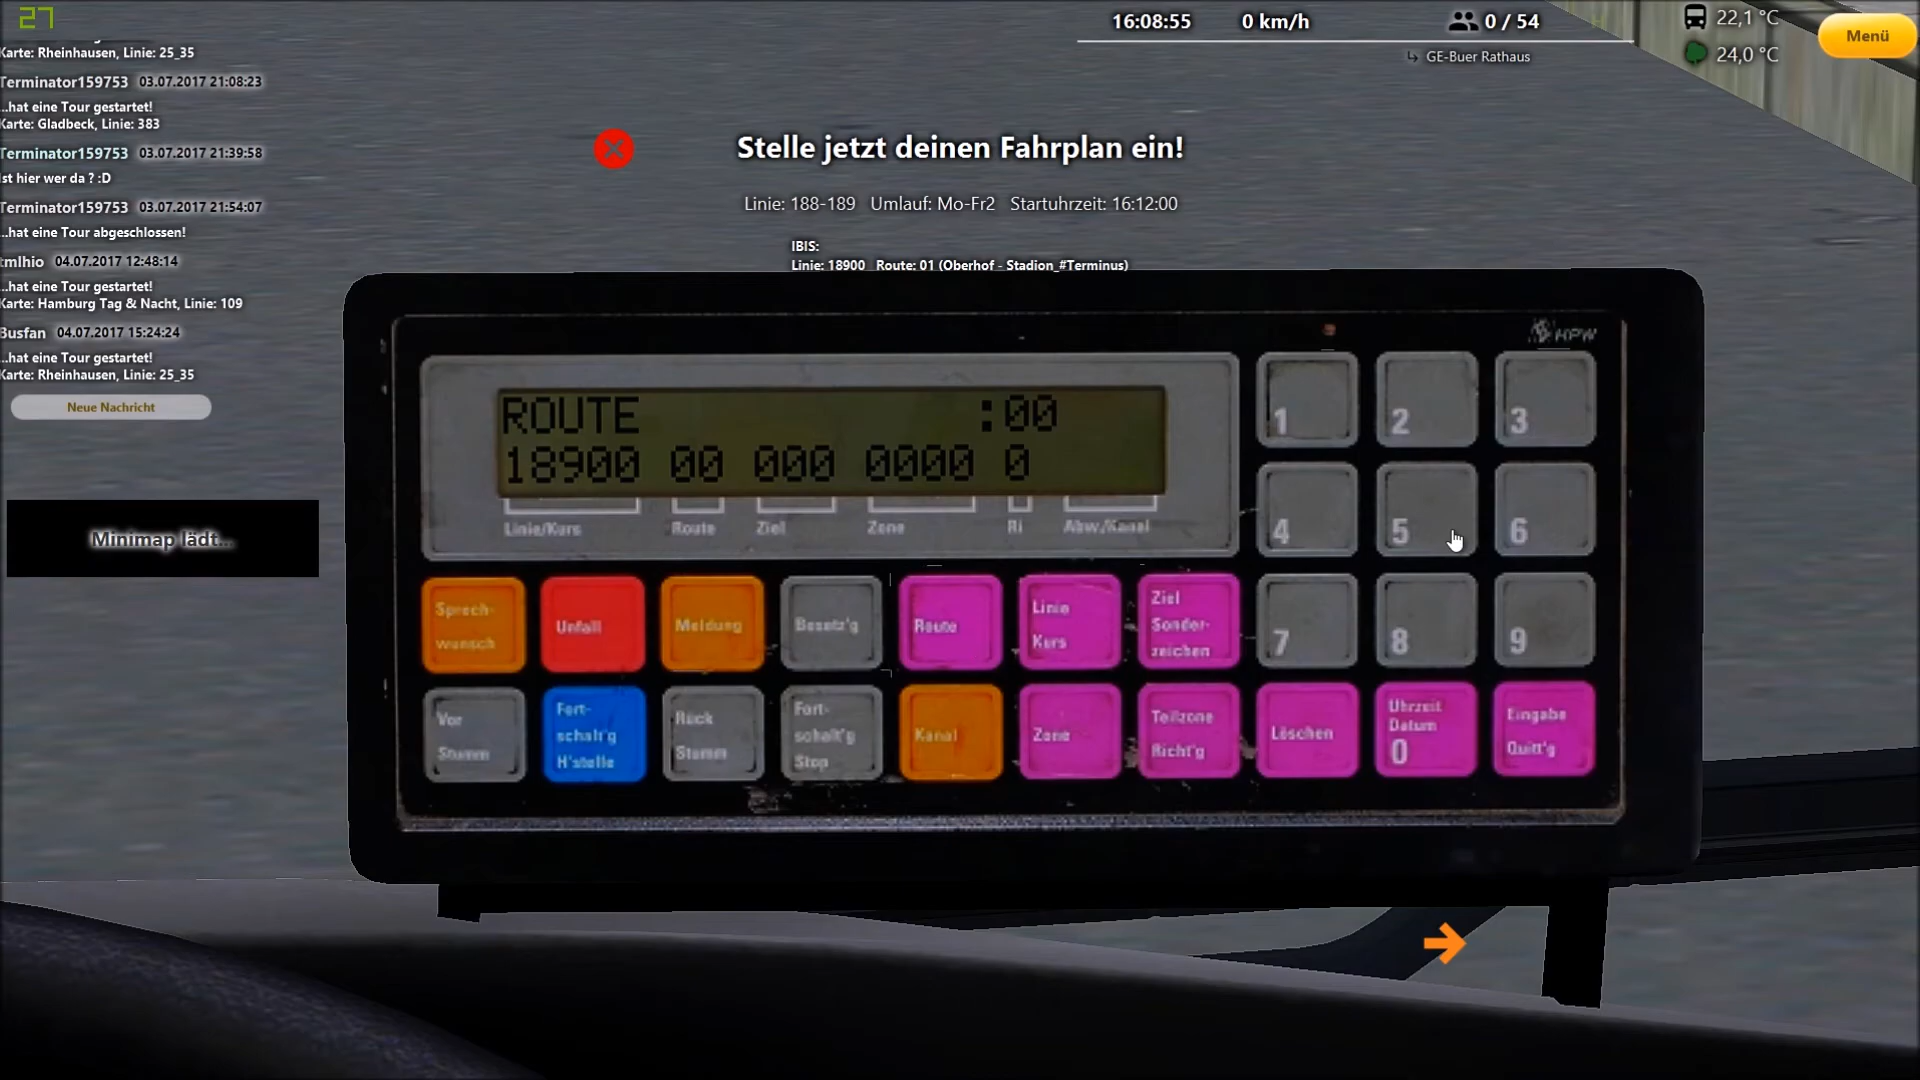 27
16:08:55 0 km/h 0 / 54 22,1 °C Menü
GE-Buer Rathaus 24,0 °C
Karte: Rheinhausen, Linie: 25_35
Terminator159753 03.07.2017 21:08:23
...hat eine Tour gestartet!
Karte: Gladbeck, Linie: 383
Terminator159753 03.07.2017 21:39:58
st hier wer da ? :D
Terminator159753 03.07.2017 21:54:07
...hat eine Tour abgeschlossen!
tmlhio 04.07.2017 12:48:14
...hat eine Tour gestartet!
Karte: Hamburg Tag & Nacht, Linie: 109
Busfan 04.07.2017 15:24:24
...hat eine Tour gestartet!
Karte: Rheinhausen, Linie: 25_35
Neue Nachricht
Minimap lädt...
Stelle jetzt deinen Fahrplan ein!
Linie: 188-189 Umlauf: Mo-Fr2 Startuhrzeit: 16:12:00
IBIS:
Linie: 18900 Route: 01 (Oberhof - Stadion_#Terminus)
HPW
ROUTE :00
18900 00 000 0000 0
Linie/Kurs Route Ziel Zone Ri Abw./Kanal
1 2 3
4 5 6
7 8 9
Sprech-
wunsch
Unfall
Meldung
Besetz'g
Route
Linie
Kurs
Ziel
Sonder-
zeichen
Vor
Stamm
Fort-
schalt'g
H'stelle
Rück
Stamm
Fort-
schalt'g
Stop
Kanal
Zone
Teilzone
Richt'g
Löschen
Uhrzeit
Datum
0
Eingabe
Quitt'g